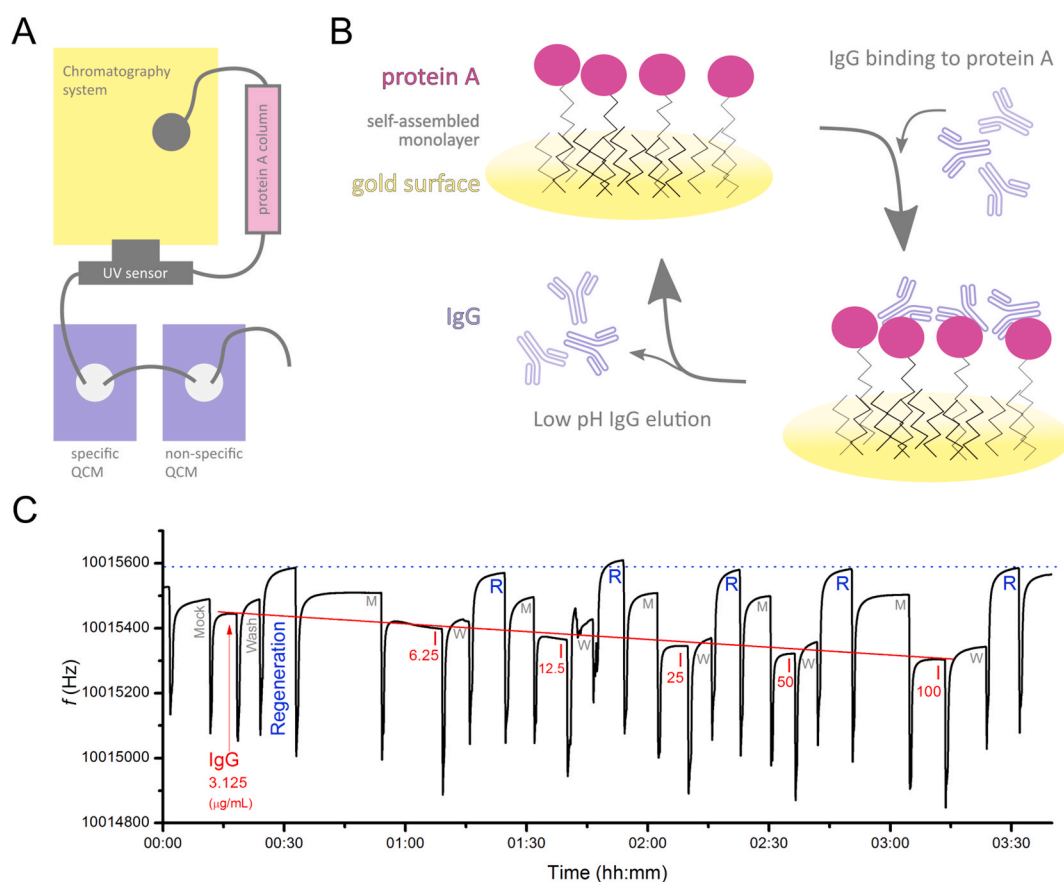 A
Chromatography
system
protein A column
UV sensor
specific
QCM
non-specific
QCM
B
protein A
self-assembled
monolayer
gold surface
IgG binding to protein A
IgG
Low pH IgG elution
C
f (Hz)
10015600
10015400
10015200
10015000
10014800
Mock
IgG
3.125
(μg/mL)
Wash
Regeneration
M
I
6.25
W
R
M
I
12.5
W
R
M
I
25
W
R
M
I
50
W
R
M
I
100
W
R
00:00
00:30
01:00
01:30
02:00
02:30
03:00
03:30
Time (hh:mm)